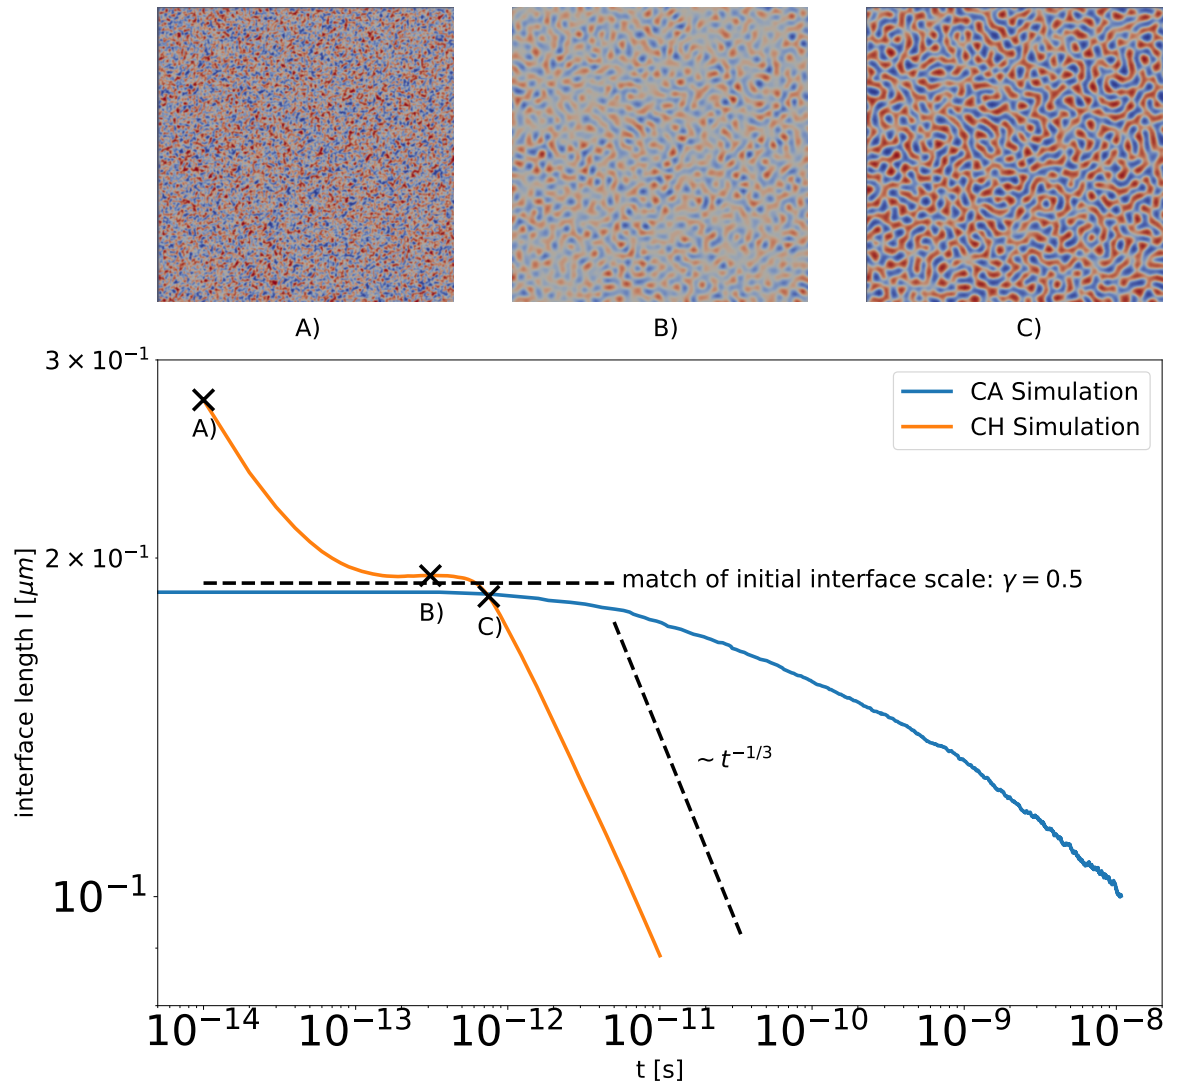 A)
B)
C)
3 × 10⁻¹
2 × 10⁻¹
10⁻¹
interface length l [μm]
CA Simulation
CH Simulation
A)
B)
C)
match of initial interface scale: γ = 0.5
~ t⁻¹/³
10⁻¹⁴
10⁻¹³
10⁻¹²
10⁻¹¹
10⁻¹⁰
10⁻⁹
10⁻⁸
t [s]